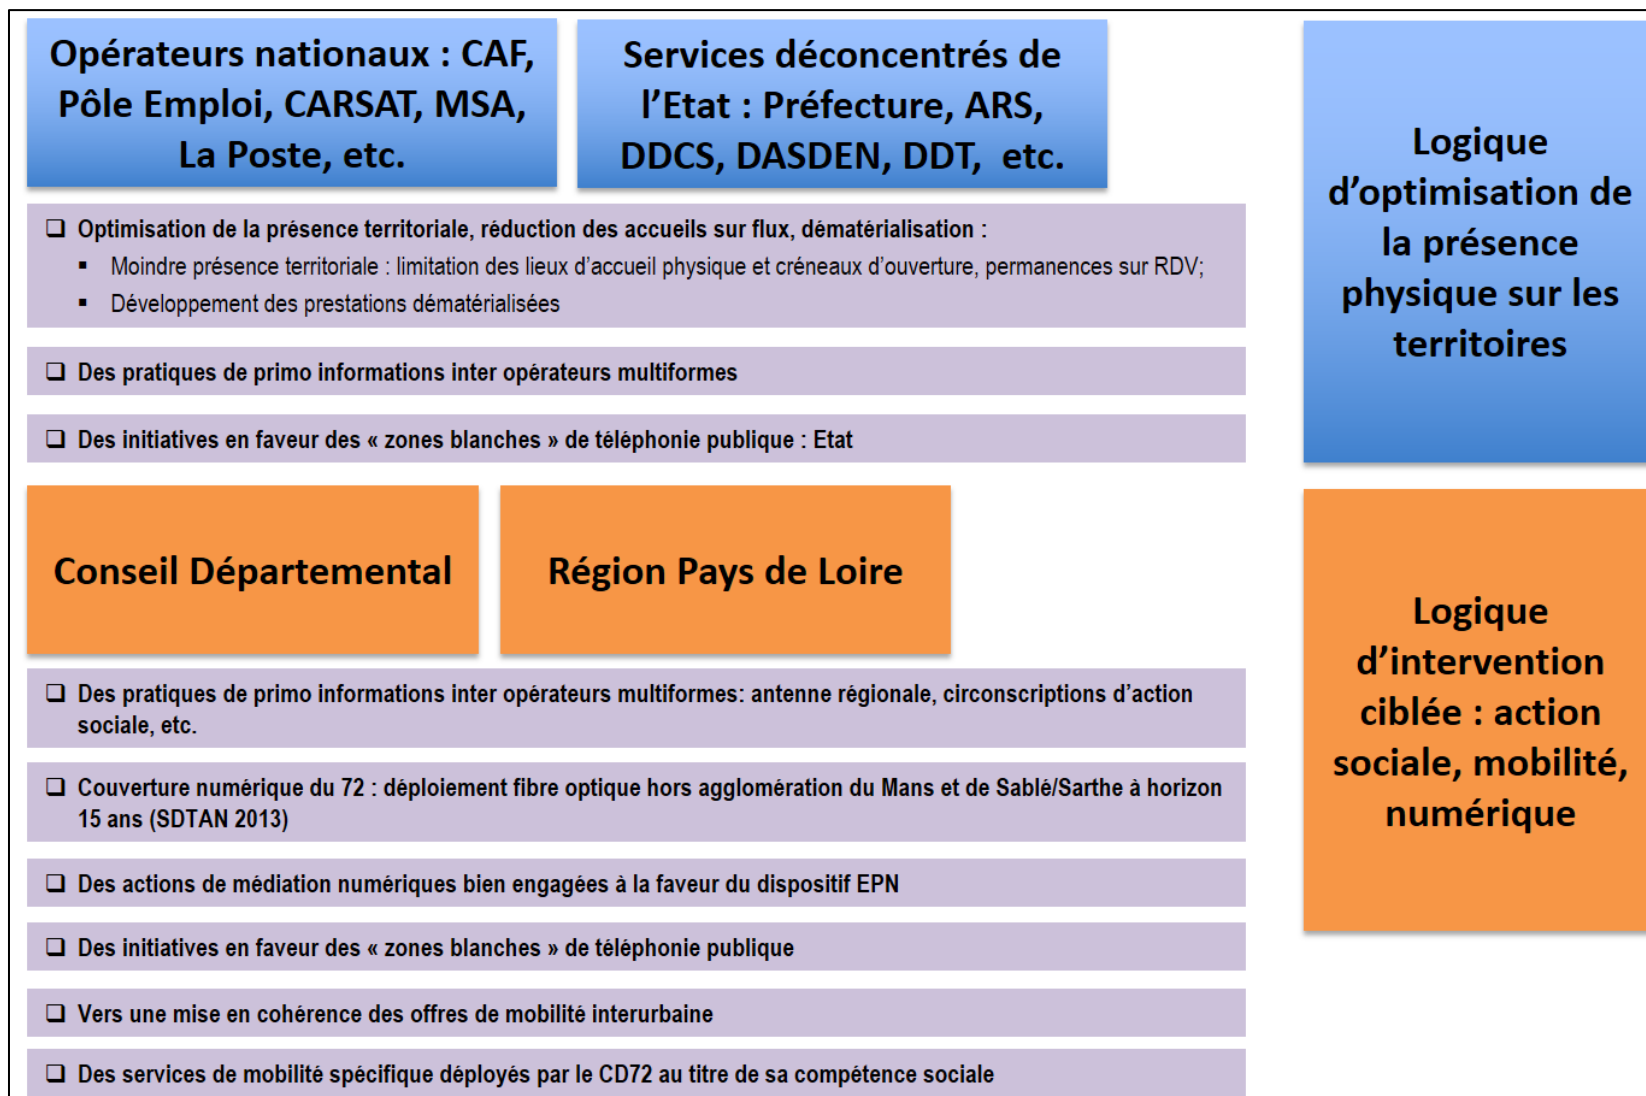 Opérateurs nationaux : CAF,
Pôle Emploi, CARSAT, MSA,
La Poste, etc.
Services déconcentrés de
l’Etat : Préfecture, ARS,
DDCS, DASDEN, DDT,  etc.
Logique
d’optimisation de
la présence
physique sur les
territoires
❑ Optimisation de la présence territoriale, réduction des accueils sur flux, dématérialisation :
▪ Moindre présence territoriale : limitation des lieux d’accueil physique et créneaux d’ouverture, permanences sur RDV;
▪ Développement des prestations dématérialisées
❑ Des pratiques de primo informations inter opérateurs multiformes
❑ Des initiatives en faveur des « zones blanches » de téléphonie publique : Etat
Conseil Départemental
Région Pays de Loire
Logique
d’intervention
ciblée : action
sociale, mobilité,
numérique
❑ Des pratiques de primo informations inter opérateurs multiformes: antenne régionale, circonscriptions d’action
sociale, etc.
❑ Couverture numérique du 72 : déploiement fibre optique hors agglomération du Mans et de Sablé/Sarthe à horizon
15 ans (SDTAN 2013)
❑ Des actions de médiation numériques bien engagées à la faveur du dispositif EPN
❑ Des initiatives en faveur des « zones blanches » de téléphonie publique
❑ Vers une mise en cohérence des offres de mobilité interurbaine
❑ Des services de mobilité spécifique déployés par le CD72 au titre de sa compétence sociale